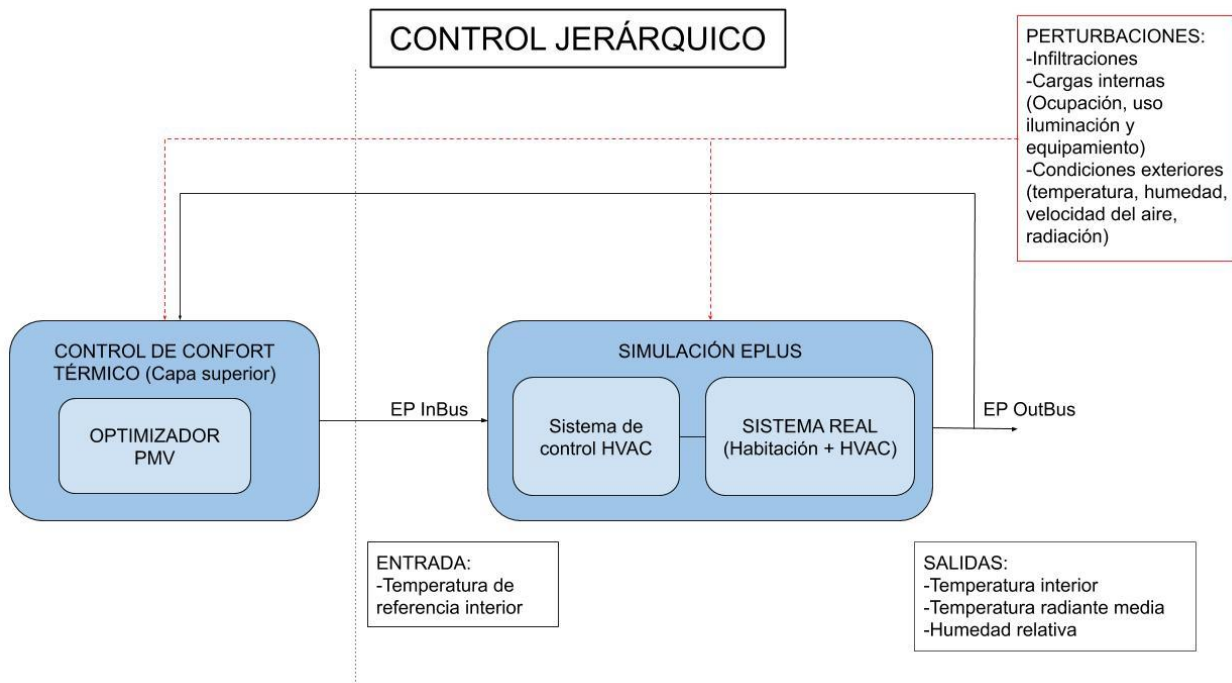 CONTROL JERÁRQUICO
PERTURBACIONES:
-Infiltraciones
-Cargas internas
(Ocupación, uso
iluminación y
equipamiento)
-Condiciones exteriores
(temperatura, humedad,
velocidad del aire,
radiación)
CONTROL DE CONFORT
TÉRMICO (Capa superior)
OPTIMIZADOR
PMV
EP InBus
SIMULACIÓN EPLUS
Sistema de
control HVAC
SISTEMA REAL
(Habitación + HVAC)
EP OutBus
ENTRADA:
-Temperatura de
referencia interior
SALIDAS:
-Temperatura interior
-Temperatura radiante media
-Humedad relativa